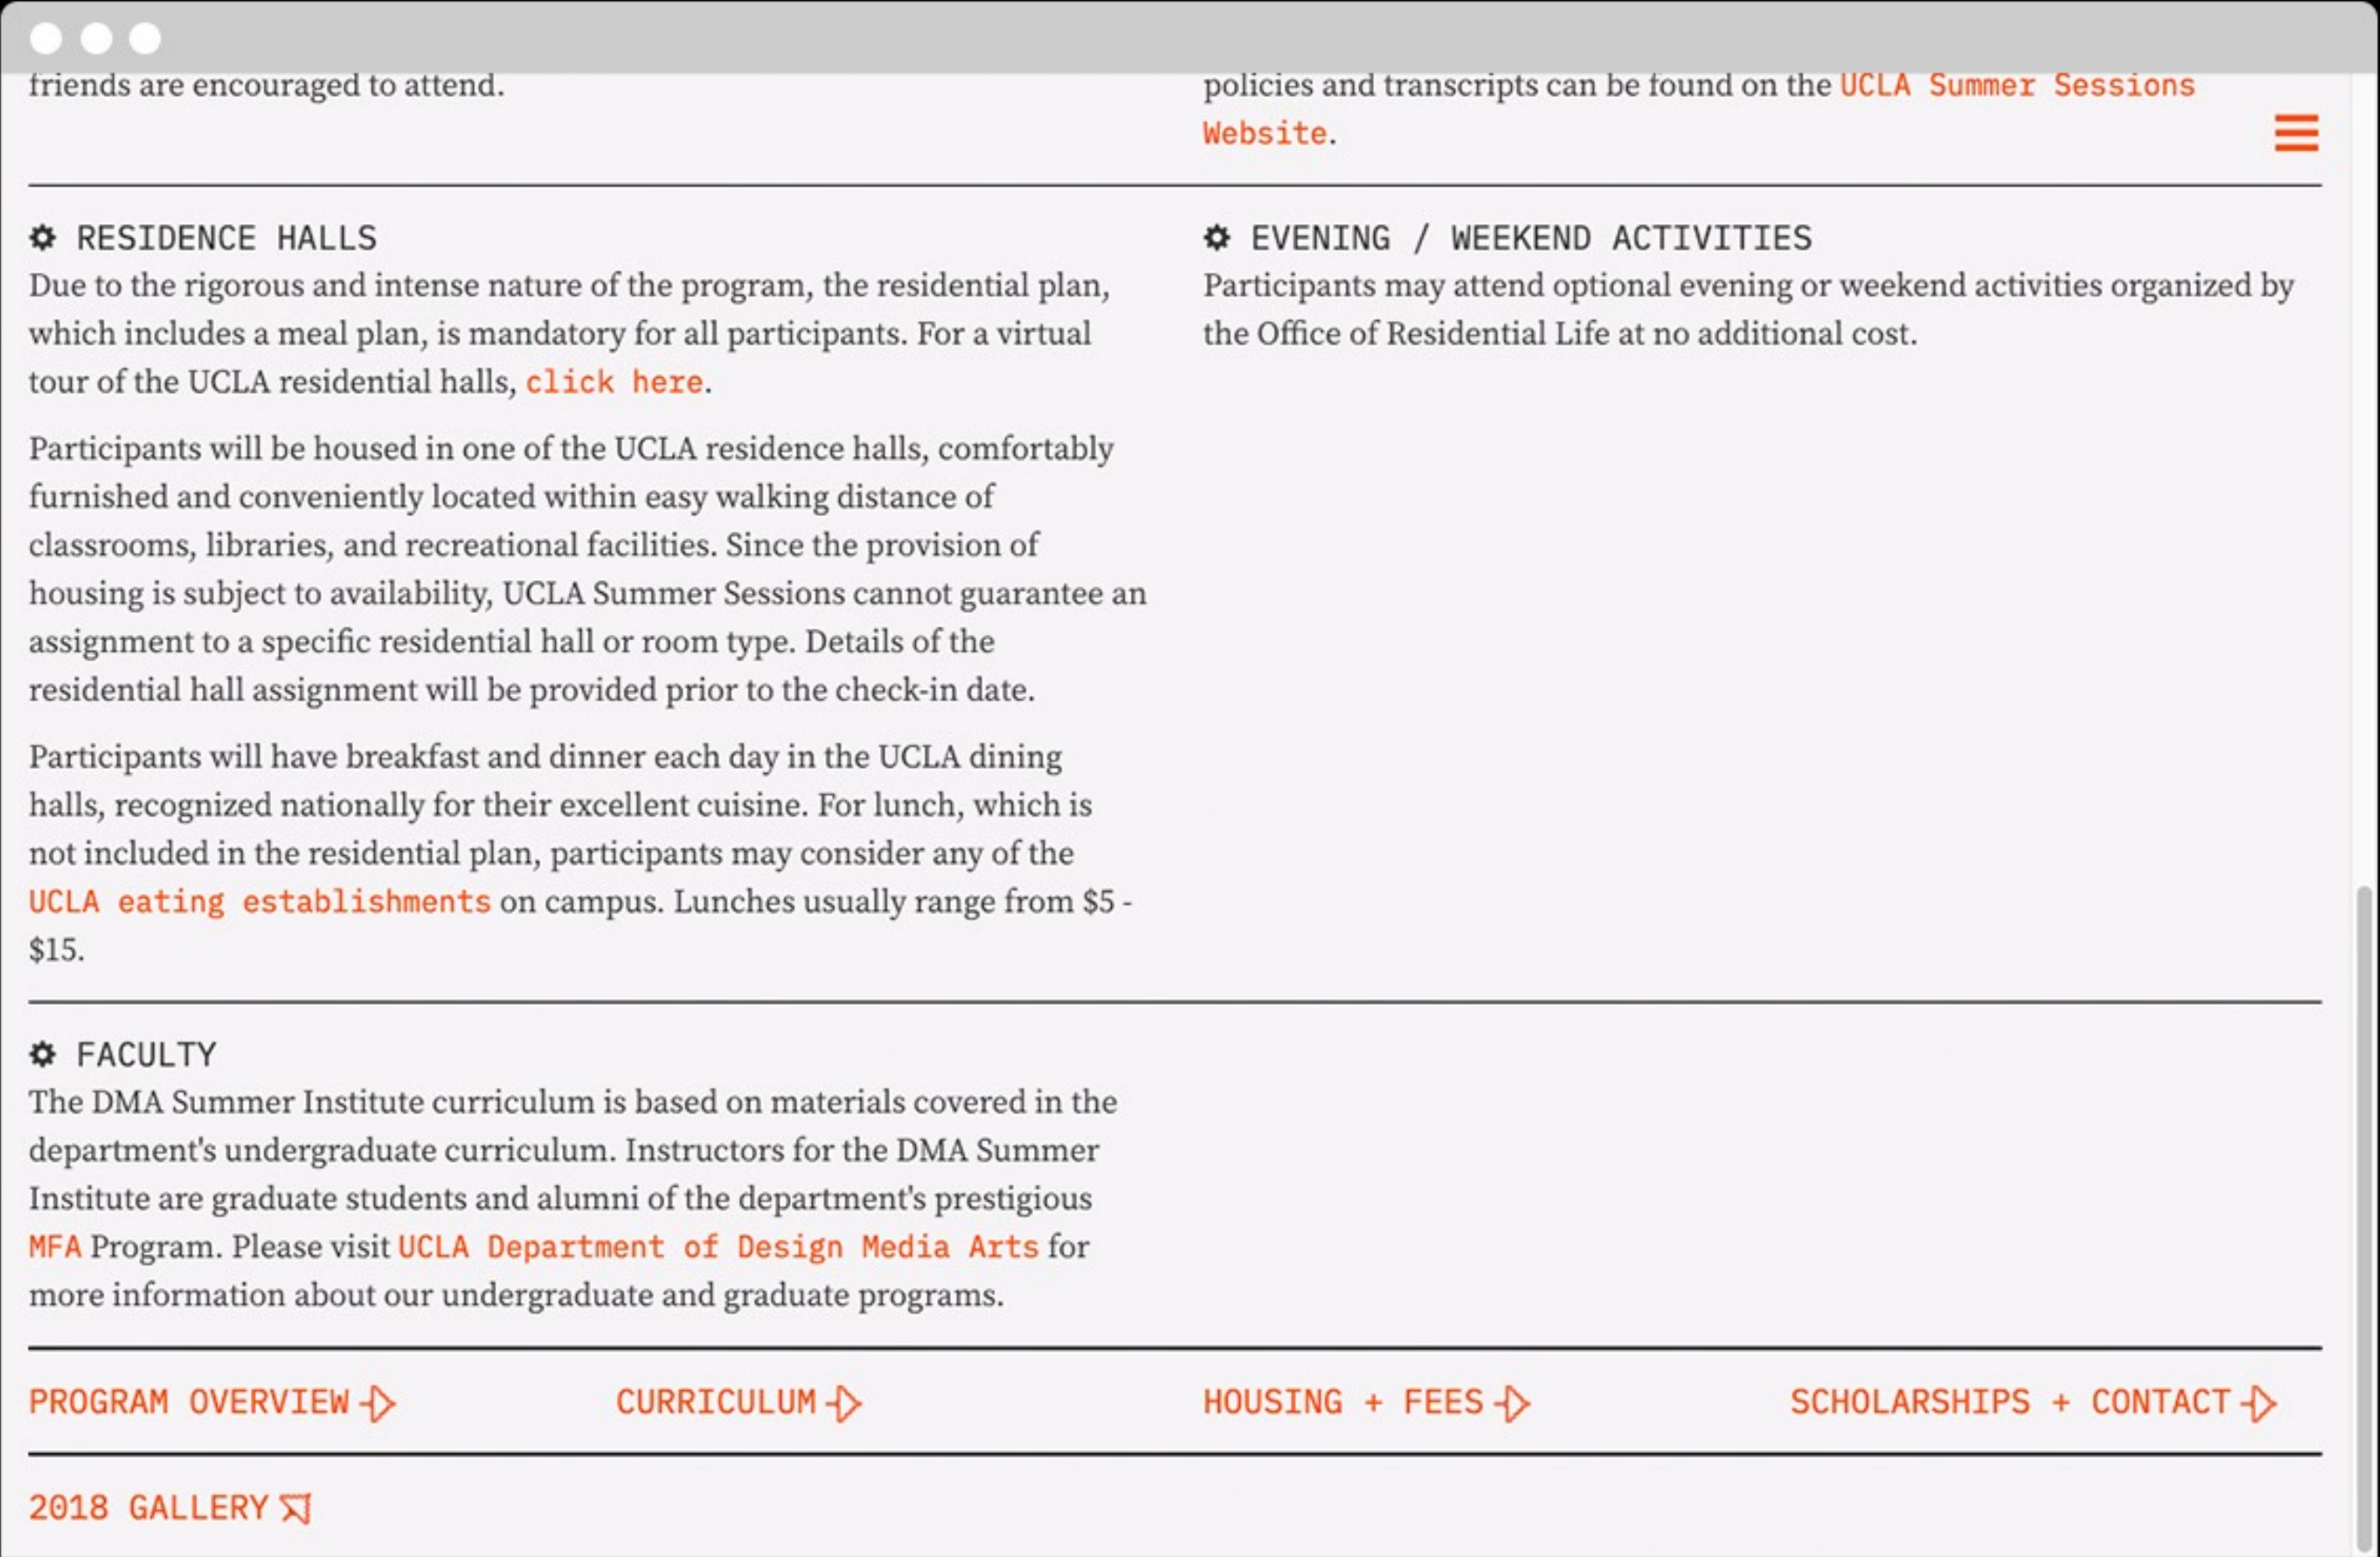 friends are encouraged to attend.
policies and transcripts can be found on the UCLA Summer Sessions
Website.
RESIDENCE HALLS
Due to the rigorous and intense nature of the program, the residential plan,
which includes a meal plan, is mandatory for all participants. For a virtual
tour of the UCLA residential halls, click here.
Participants will be housed in one of the UCLA residence halls, comfortably
furnished and conveniently located within easy walking distance of
classrooms, libraries, and recreational facilities. Since the provision of
housing is subject to availability, UCLA Summer Sessions cannot guarantee an
assignment to a specific residential hall or room type. Details of the
residential hall assignment will be provided prior to the check-in date.
Participants will have breakfast and dinner each day in the UCLA dining
halls, recognized nationally for their excellent cuisine. For lunch, which is
not included in the residential plan, participants may consider any of the
UCLA eating establishments on campus. Lunches usually range from $5 -
$15.
EVENING / WEEKEND ACTIVITIES
Participants may attend optional evening or weekend activities organized by
the Office of Residential Life at no additional cost.
FACULTY
The DMA Summer Institute curriculum is based on materials covered in the
department's undergraduate curriculum. Instructors for the DMA Summer
Institute are graduate students and alumni of the department's prestigious
MFA Program. Please visit UCLA Department of Design Media Arts for
more information about our undergraduate and graduate programs.
PROGRAM OVERVIEW
CURRICULUM
HOUSING + FEES
SCHOLARSHIPS + CONTACT
2018 GALLERY